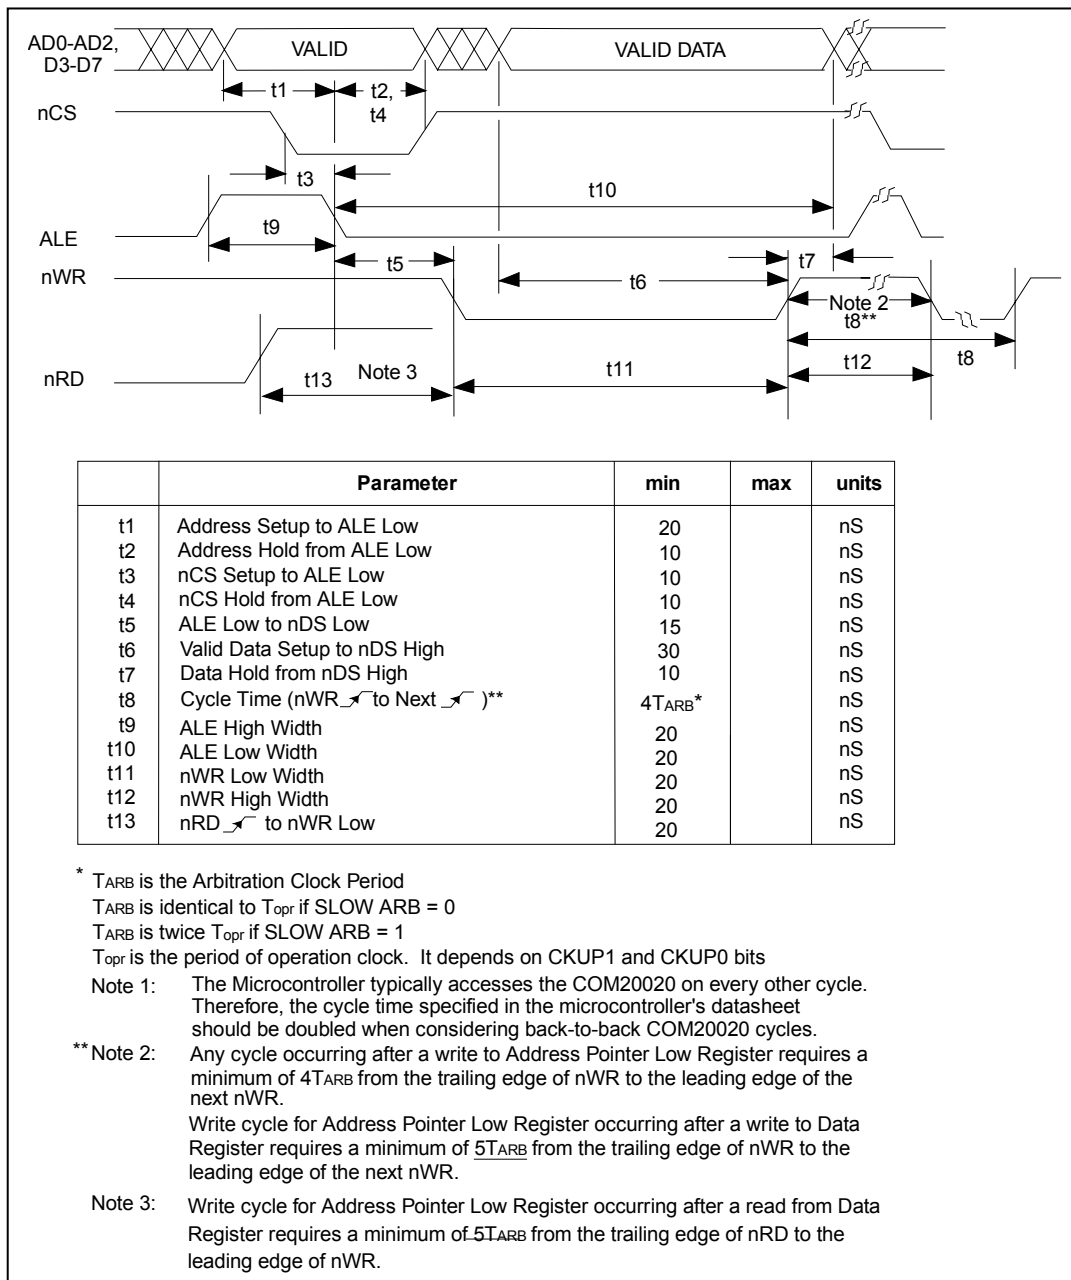 AD0-AD2,
D3-D7
VALID
VALID DATA
t1
t2,
t4
nCS
t3
t10
t9
ALE
t5
t7
nWR
t6
Note 2
t8**
t8
nRD
t13
Note 3
t11
t12
Parameter min max units
t1 Address Setup to ALE Low 20 nS
t2 Address Hold from ALE Low 10 nS
t3 nCS Setup to ALE Low 10 nS
t4 nCS Hold from ALE Low 10 nS
t5 ALE Low to nDS Low 15 nS
t6 Valid Data Setup to nDS High 30 nS
t7 Data Hold from nDS High 10 nS
t8 Cycle Time (nWR to Next )** 4TARB* nS
t9 ALE High Width 20 nS
t10 ALE Low Width 20 nS
t11 nWR Low Width 20 nS
t12 nWR High Width 20 nS
t13 nRD to nWR Low 20 nS
* TARB is the Arbitration Clock Period
TARB is identical to Topr if SLOW ARB = 0
TARB is twice Topr if SLOW ARB = 1
Topr is the period of operation clock. It depends on CKUP1 and CKUP0 bits
Note 1: The Microcontroller typically accesses the COM20020 on every other cycle.
Therefore, the cycle time specified in the microcontroller's datasheet
should be doubled when considering back-to-back COM20020 cycles.
**Note 2: Any cycle occurring after a write to Address Pointer Low Register requires a
minimum of 4TARB from the trailing edge of nWR to the leading edge of the
next nWR.
Write cycle for Address Pointer Low Register occurring after a write to Data
Register requires a minimum of 5TARB from the trailing edge of nWR to the
leading edge of the next nWR.
Note 3: Write cycle for Address Pointer Low Register occurring after a read from Data
Register requires a minimum of 5TARB from the trailing edge of nRD to the
leading edge of nWR.